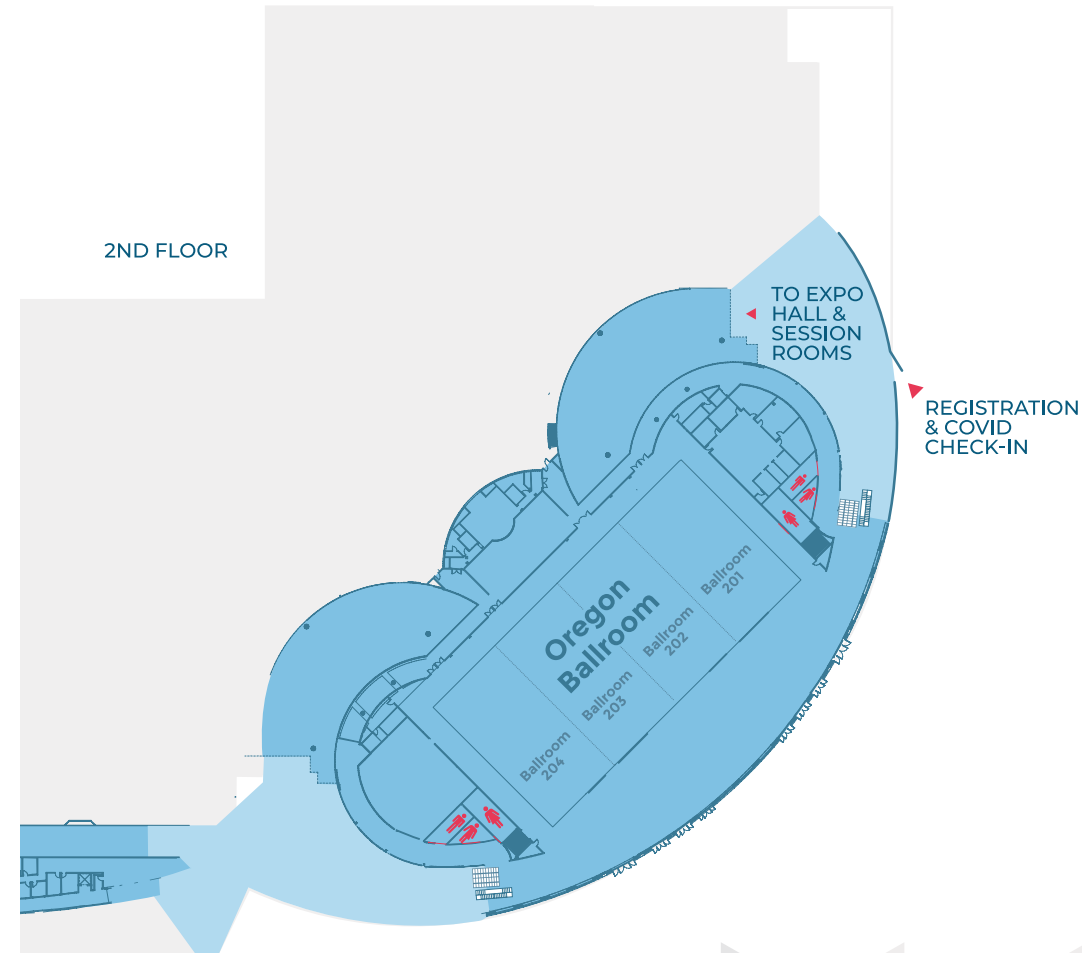 2ND FLOOR
TO EXPO
HALL &
SESSION
ROOMS
REGISTRATION
& COVID
CHECK-IN
Oregon
Ballroom
Ballroom
201
Ballroom
202
Ballroom
203
Ballroom
204